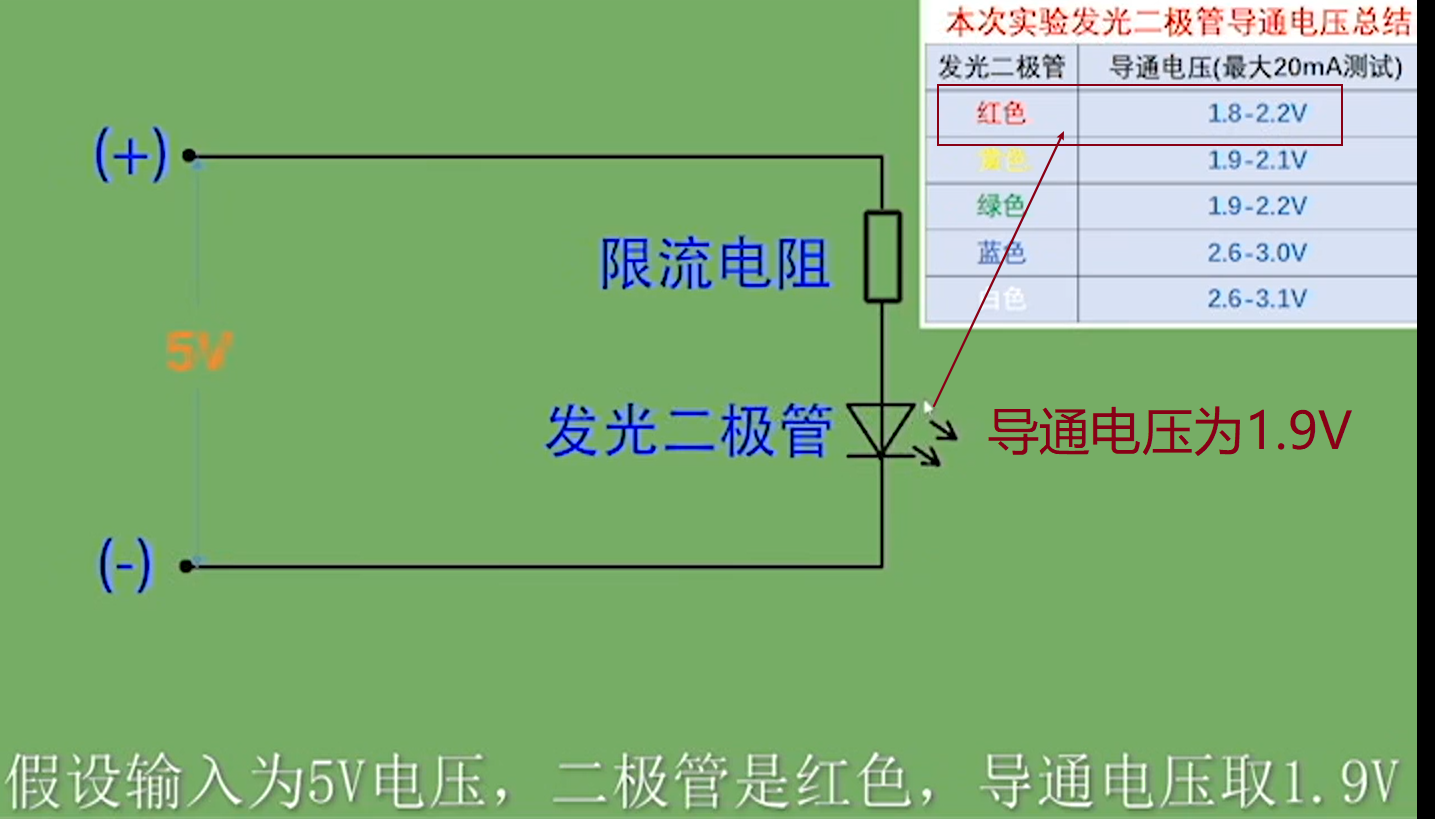 本次实验发光二极管导通电压总结
发光二极管 导通电压(最大20mA测试)
红色 1.8-2.2V
黄色 1.9-2.1V
绿色 1.9-2.2V
蓝色 2.6-3.0V
白色 2.6-3.1V
(+)
限流电阻
5V
发光二极管
导通电压为1.9V
(-)
假设输入为5V电压，二极管是红色，导通电压取1.9V